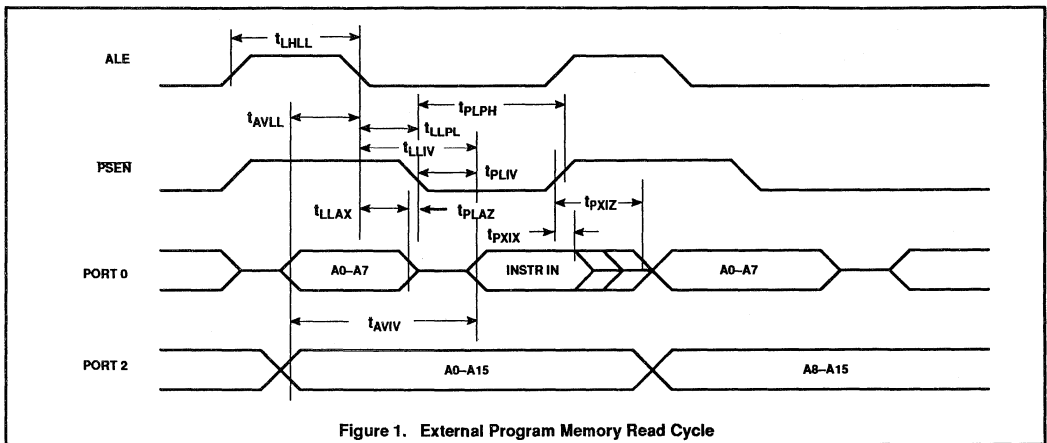 ALE
tLHLL
tPLPH
tAVLL
tLLPL
tLLIV
PSEN
tPLIV
tLLAX
tPLAZ
tPXIZ
tPXIX
PORT 0
A0–A7
INSTR IN
A0–A7
tAVIV
PORT 2
A0–A15
A8–A15
Figure 1. External Program Memory Read Cycle